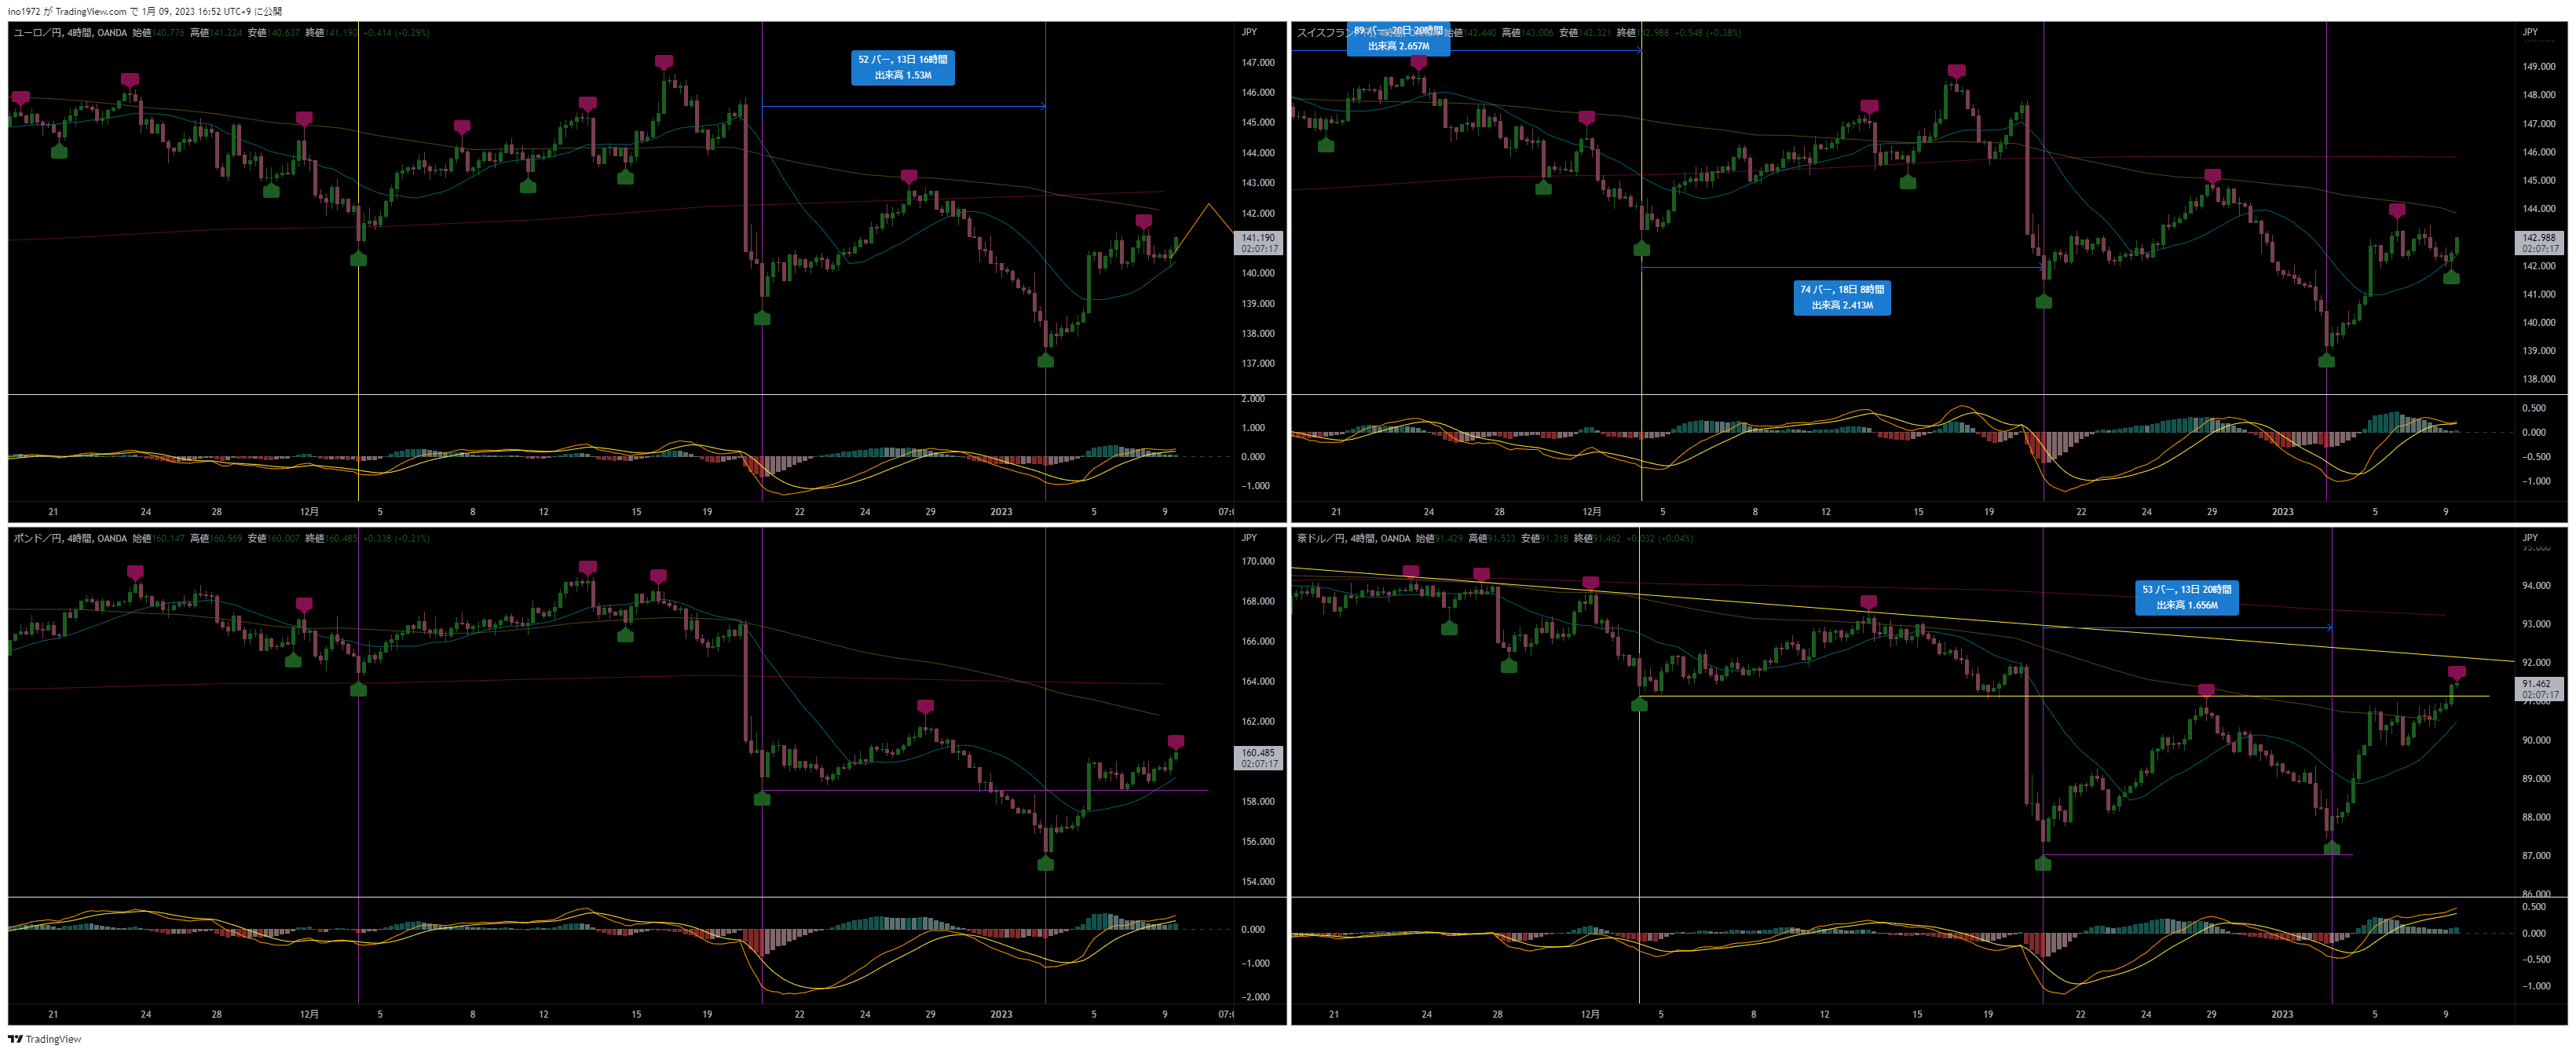 ino1972 が TradingView.com で 1月 09, 2023 16:52 UTC+9 に公開
ユーロ／円, 4時間, OANDA 始値140.776 高値141.224 安値140.637 終値141.190 +0.414 (+0.29%)
JPY
52 バー, 13日 16時間
出来高 1.53M
147.000
146.000
145.000
144.000
143.000
142.000
141.190
02:07:17
140.000
139.000
138.000
137.000
2.000
1.000
0.000
−1.000
21 24 28 12月 5 8 12 15 19 22 24 29 2023 5 9 07:
スイスフラン 4時間, 始値142.440 高値143.006 安値142.321 終値142.988 +0.548 (+0.38%)
JPY
89 バー, 20日 20時間
出来高 2.657M
74 バー, 18日 8時間
出来高 2.413M
149.000
148.000
147.000
146.000
145.000
144.000
142.988
02:07:17
142.000
141.000
140.000
139.000
138.000
0.500
0.000
−0.500
−1.000
21 24 28 12月 5 8 12 15 19 22 24 29 2023 5 9
ポンド／円, 4時間, OANDA 始値160.147 高値160.569 安値160.007 終値160.485 +0.338 (+0.21%)
JPY
170.000
168.000
166.000
164.000
162.000
160.485
02:07:17
158.000
156.000
154.000
0.000
−1.000
−2.000
21 24 28 12月 5 8 12 15 19 22 24 29 2023 5 9 07:
豪ドル／円, 4時間, OANDA 始値91.429 高値91.533 安値91.318 終値91.462 +0.032 (+0.04%)
JPY
53 バー, 13日 20時間
出来高 1.656M
94.000
93.000
92.000
91.462
02:07:17
90.000
89.000
88.000
87.000
86.000
0.500
0.000
−0.500
−1.000
21 24 28 12月 5 8 12 15 19 22 24 29 2023 5 9
TradingView